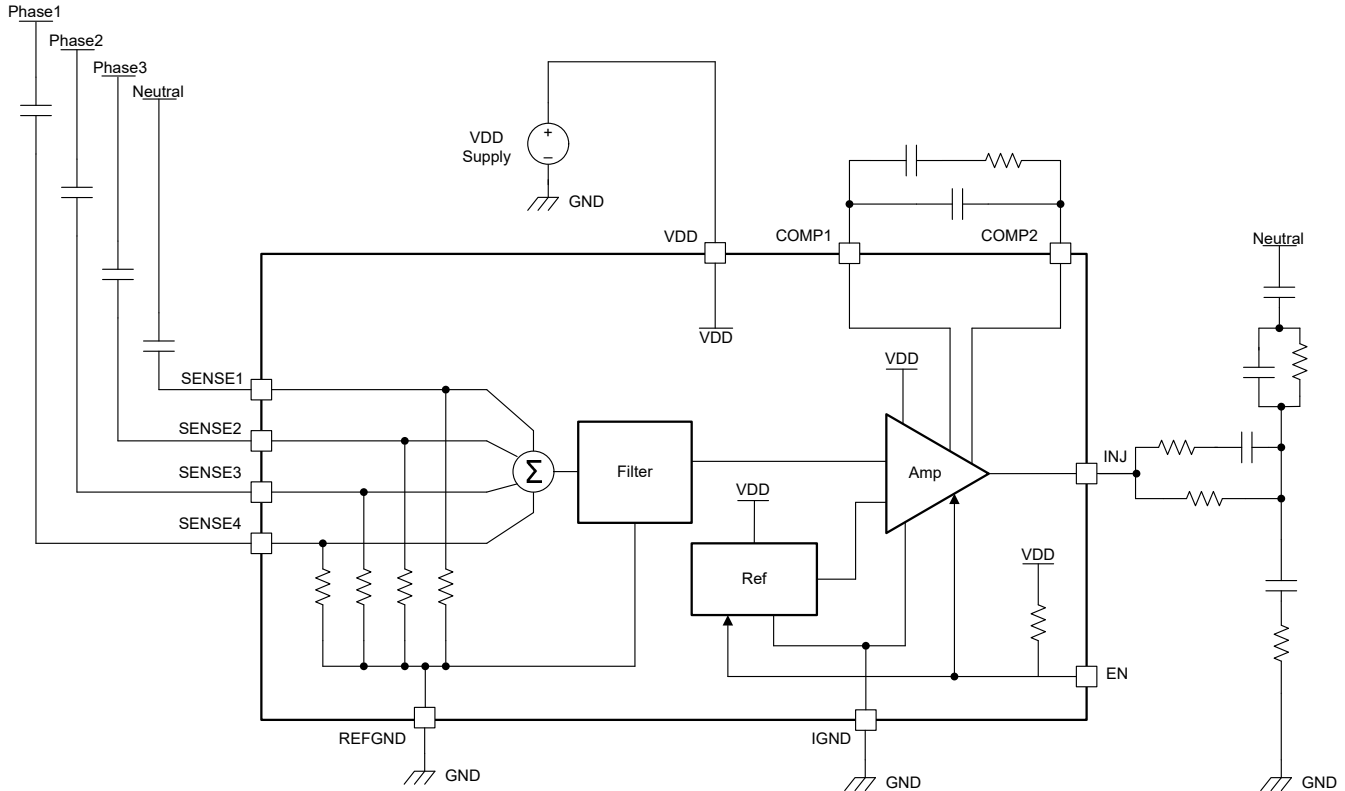 Phase1
Phase2
Phase3
Neutral
VDD
Supply
+
–
GND
VDD
COMP1
COMP2
Neutral
VDD
VDD
SENSE1
SENSE2
SENSE3
SENSE4
Σ
Filter
Amp
INJ
VDD
Ref
VDD
EN
REFGND
IGND
GND
GND
GND